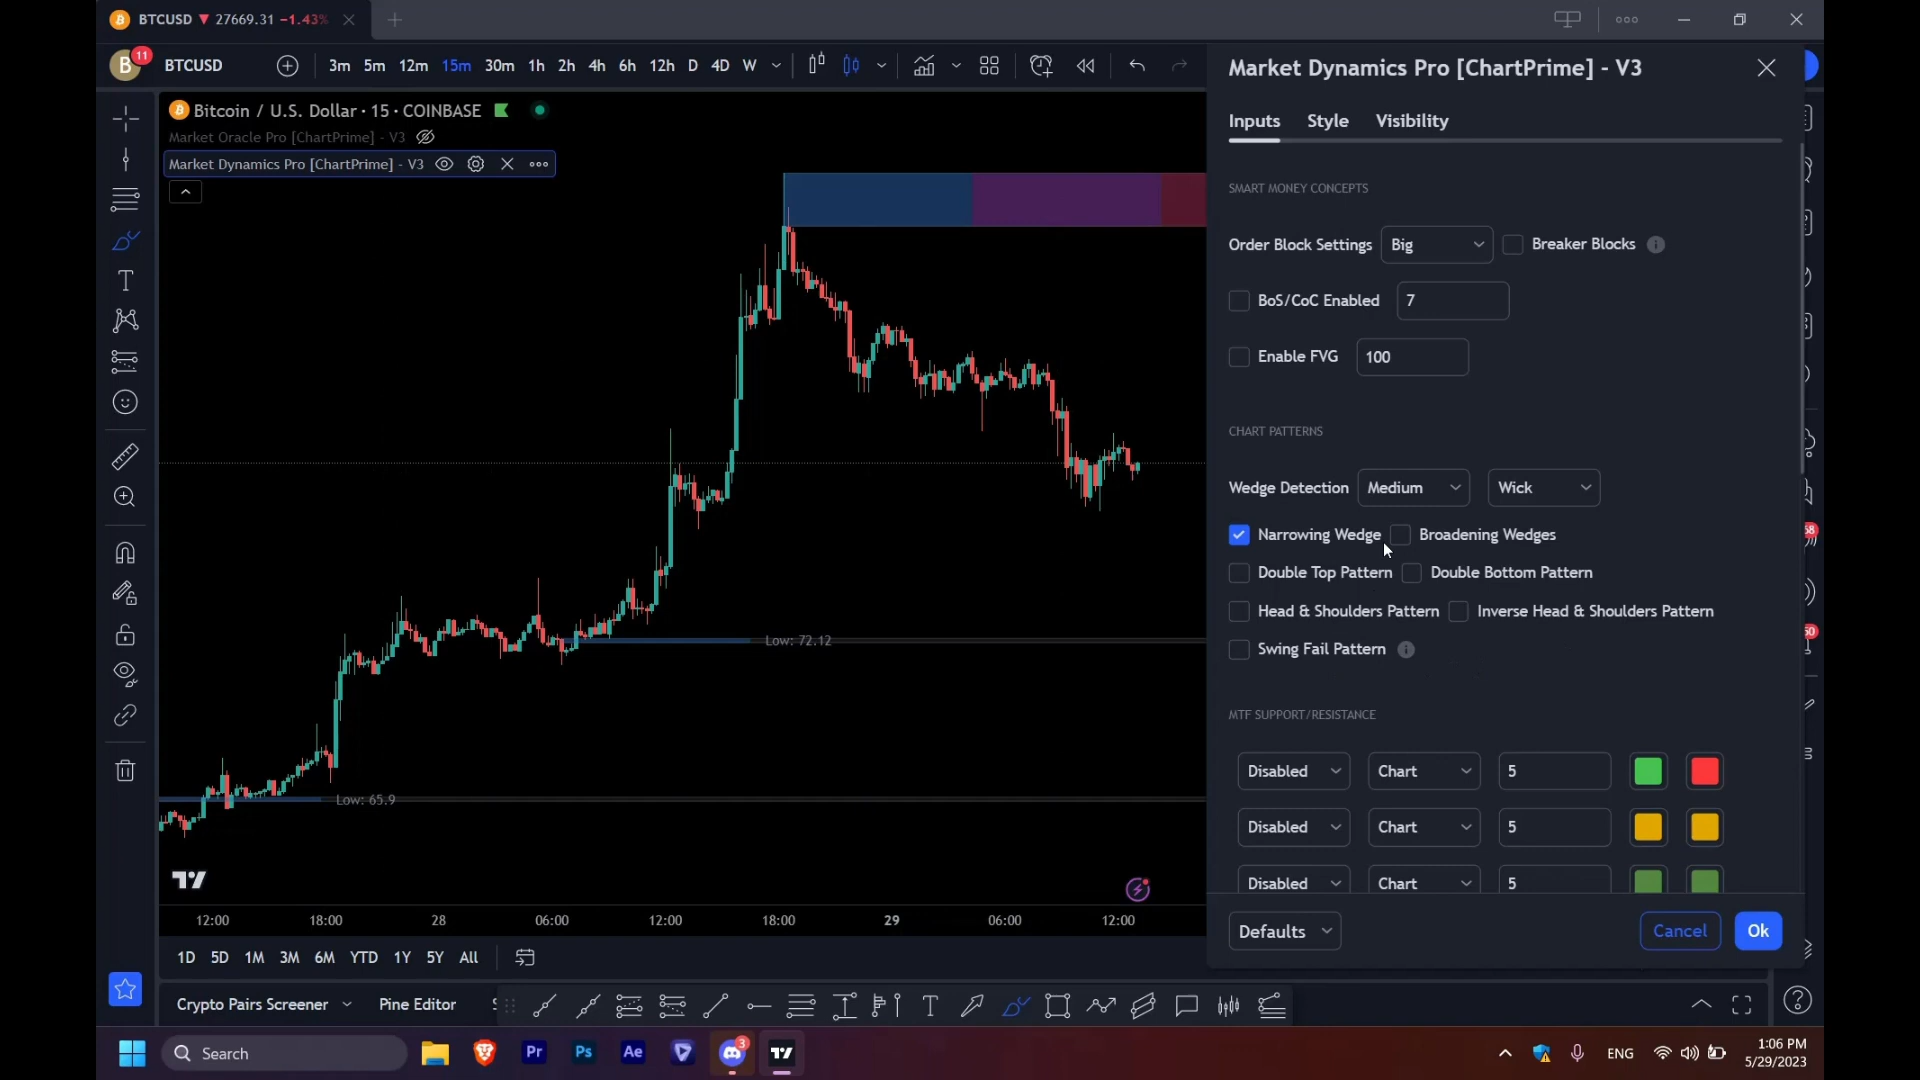 BTCUSD ▼ 27669.31 −1.43%
B 11 BTCUSD 3m 5m 12m 15m 30m 1h 2h 4h 6h 12h D 4D W
Market Dynamics Pro [ChartPrime] - V3
Bitcoin / U.S. Dollar · 15 · COINBASE
Market Oracle Pro [ChartPrime] - V3
Market Dynamics Pro [ChartPrime] - V3
Inputs Style Visibility
SMART MONEY CONCEPTS
Order Block Settings Big Breaker Blocks
BoS/CoC Enabled 7
Enable FVG 100
CHART PATTERNS
Wedge Detection Medium Wick
Narrowing Wedge Broadening Wedges
Double Top Pattern Double Bottom Pattern
Head & Shoulders Pattern Inverse Head & Shoulders Pattern
Swing Fail Pattern
MTF SUPPORT/RESISTANCE
Disabled Chart 5
Disabled Chart 5
Disabled Chart 5
Defaults Cancel Ok
Low: 72.12
Low: 65.9
12:00 18:00 28 06:00 12:00 18:00 29 06:00 12:00
1D 5D 1M 3M 6M YTD 1Y 5Y All
Crypto Pairs Screener Pine Editor
Search Pr Ps Ae 3 ENG 1:06 PM
5/29/2023